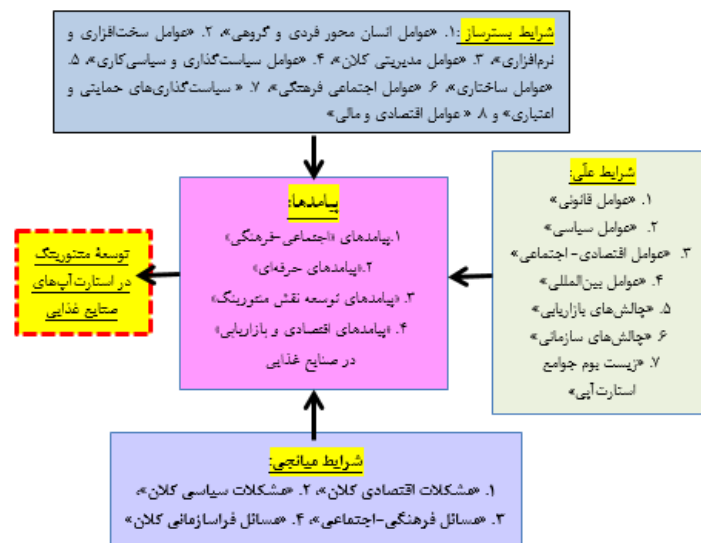 شرایط بسترساز: ۱. «عوامل انسان محور فردی و گروهی»، ۲. «عوامل سخت‌افزاری و
نرم‌افزاری»، ۳. «عوامل مدیریتی کلان»، ۴. «عوامل سیاست‌گذاری و سیاسی‌کاری»، ۵.
«عوامل ساختاری»، ۶. «عوامل اجتماعی فرهنگی»، ۷. « سیاست‌گذاری‌های حمایتی و
اعتباری» و ۸. « عوامل اقتصادی و مالی»
شرایط علّی:
۱. «عوامل قانونی»
۲. «عوامل سیاسی»
۳. «عوامل اقتصادی- اجتماعی»
۴. «عوامل بین‌المللی»
۵. «چالش‌های بازاریابی»
۶. «چالش‌های سازمانی»
۷. «زیست بوم جوامع
استارت‌آپی»
پیامدها:
۱.پیامدهای «اجتماعی-فرهنگی»
۲.«پیامدهای حرفه‌ای»
۳. «پیامدهای توسعه نقش منتورینگ»
۴. «پیامدهای اقتصادی و بازاریابی»
در صنایع غذایی
توسعۀ منتورینگ
در استارت‌آپ‌های
صنایع غذایی
شرایط میانجی:
۱. «مشکلات اقتصادی کلان»، ۲. «مشکلات سیاسی کلان»،
۳. «مسائل فرهنگی-اجتماعی»، ۴. «مسائل فراسازمانی کلان»